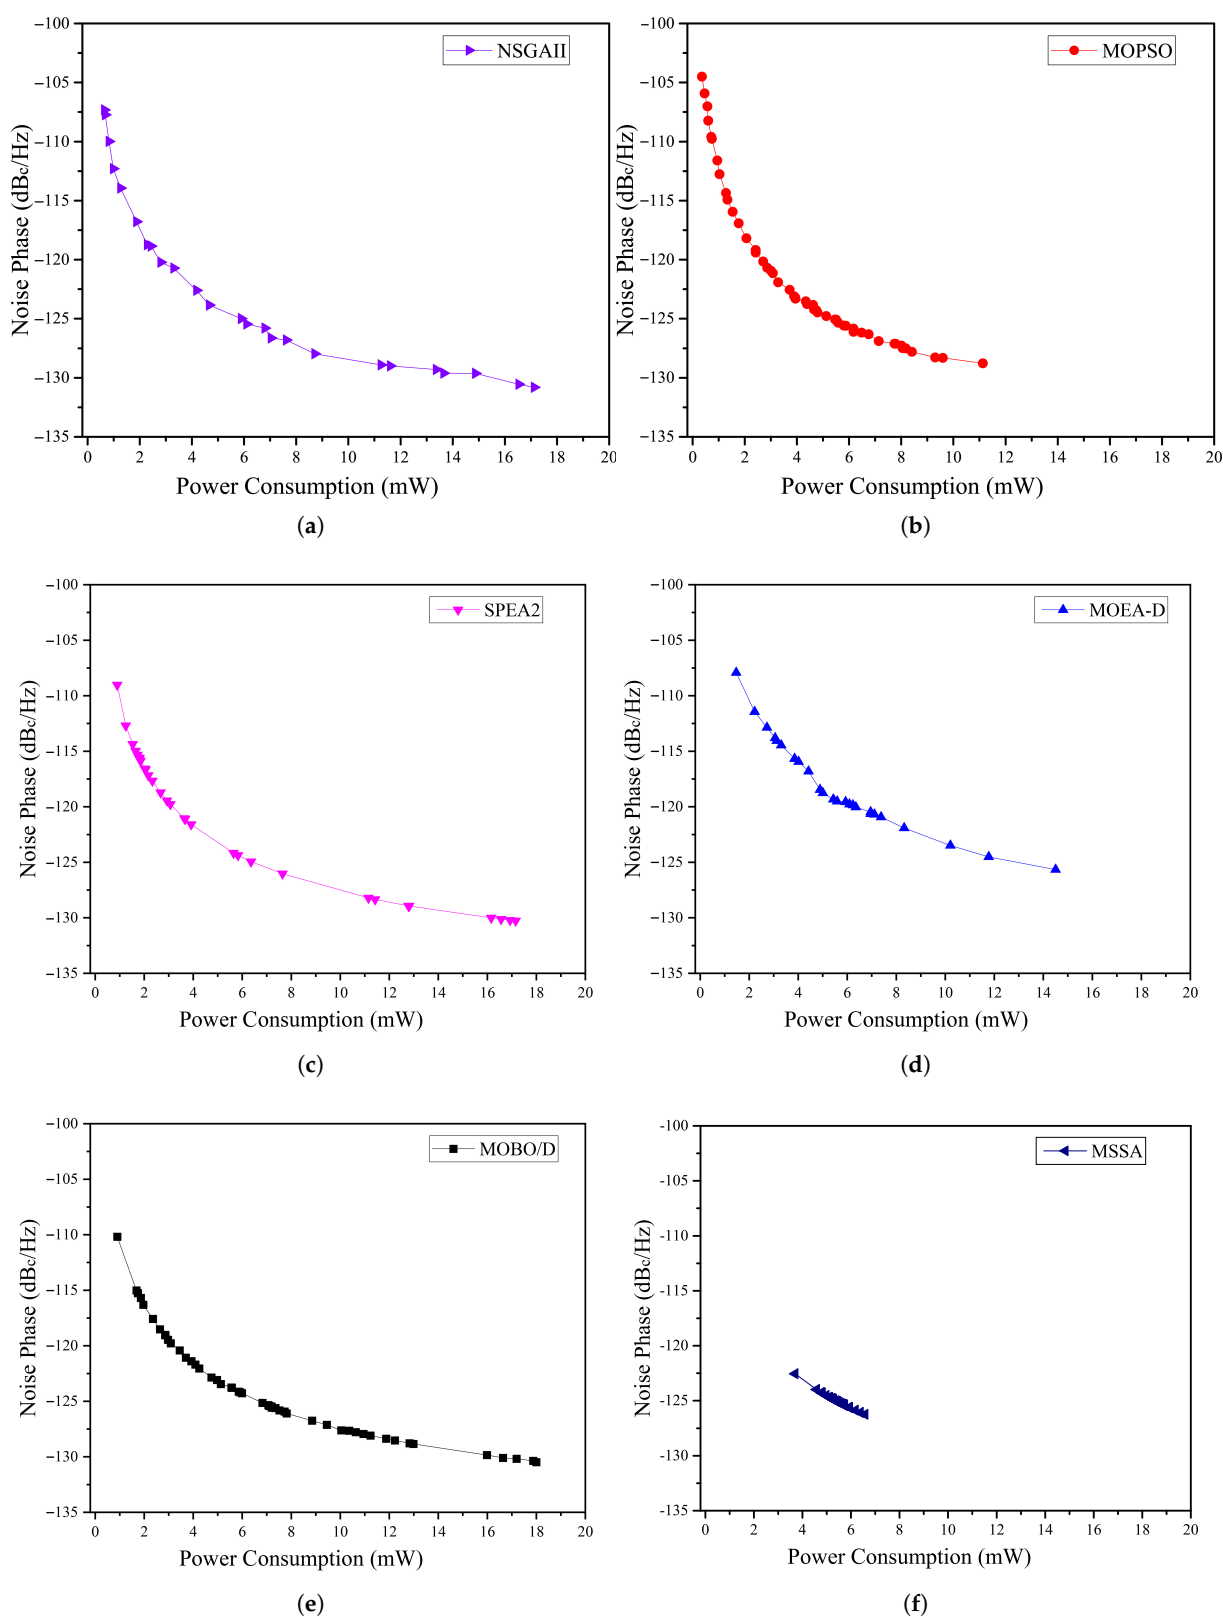 NSGAII
−100
−105
−110
−115
−120
−125
−130
−135
Noise Phase (dBc/Hz)
0 2 4 6 8 10 12 14 16 18 20
Power Consumption (mW)
(a)
MOPSO
−100
−105
−110
−115
−120
−125
−130
−135
Noise Phase (dBc/Hz)
0 2 4 6 8 10 12 14 16 18 20
Power Consumption (mW)
(b)
SPEA2
−100
−105
−110
−115
−120
−125
−130
−135
Noise Phase (dBc/Hz)
0 2 4 6 8 10 12 14 16 18 20
Power Consumption (mW)
(c)
MOEA-D
−100
−105
−110
−115
−120
−125
−130
−135
Noise Phase (dBc/Hz)
0 2 4 6 8 10 12 14 16 18 20
Power Consumption (mW)
(d)
MOBO/D
−100
−105
−110
−115
−120
−125
−130
−135
Noise Phase (dBc/Hz)
0 2 4 6 8 10 12 14 16 18 20
Power Consumption (mW)
(e)
MSSA
-100
-105
-110
-115
-120
-125
-130
-135
Noise Phase (dBc/Hz)
0 2 4 6 8 10 12 14 16 18 20
Power Consumption (mW)
(f)